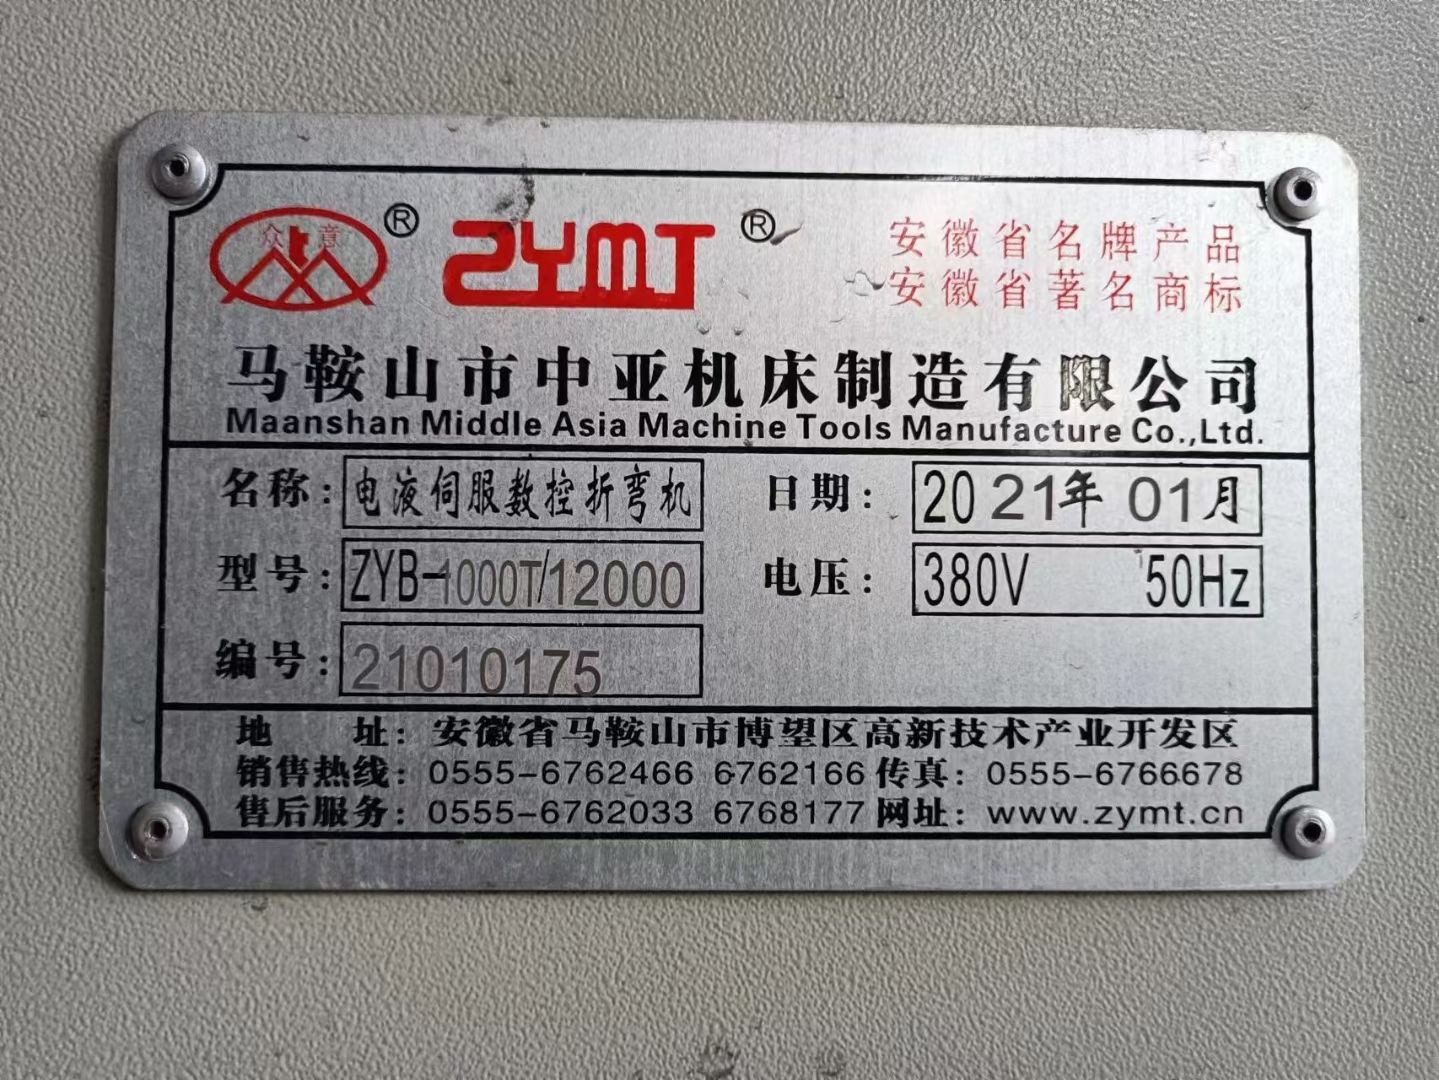 众意 ® ZYMT ® 安徽省名牌产品
安徽省著名商标
马鞍山市中亚机床制造有限公司
Maanshan Middle Asia Machine Tools Manufacture Co.,Ltd.
名称: 电液伺服数控折弯机 日期: 2021年 01月
型号: ZYB-1000T/12000 电压: 380V 50Hz
编号: 21010175
地 址: 安徽省马鞍山市博望区高新技术产业开发区
销售热线: 0555-6762466 6762166 传真: 0555-6766678
售后服务: 0555-6762033 6768177 网址: www.zymt.cn